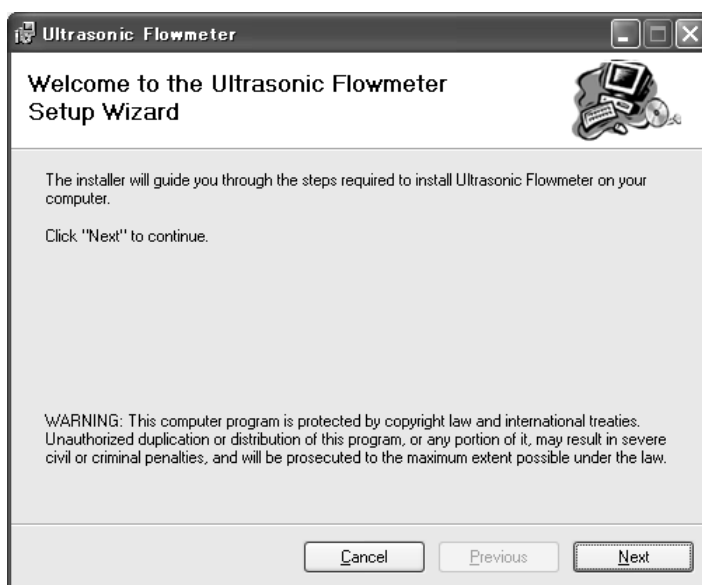 Ultrasonic Flowmeter
Welcome to the Ultrasonic Flowmeter
Setup Wizard
The installer will guide you through the steps required to install Ultrasonic Flowmeter on your
computer.
Click "Next" to continue.
WARNING: This computer program is protected by copyright law and international treaties.
Unauthorized duplication or distribution of this program, or any portion of it, may result in severe
civil or criminal penalties, and will be prosecuted to the maximum extent possible under the law.
Cancel Previous Next